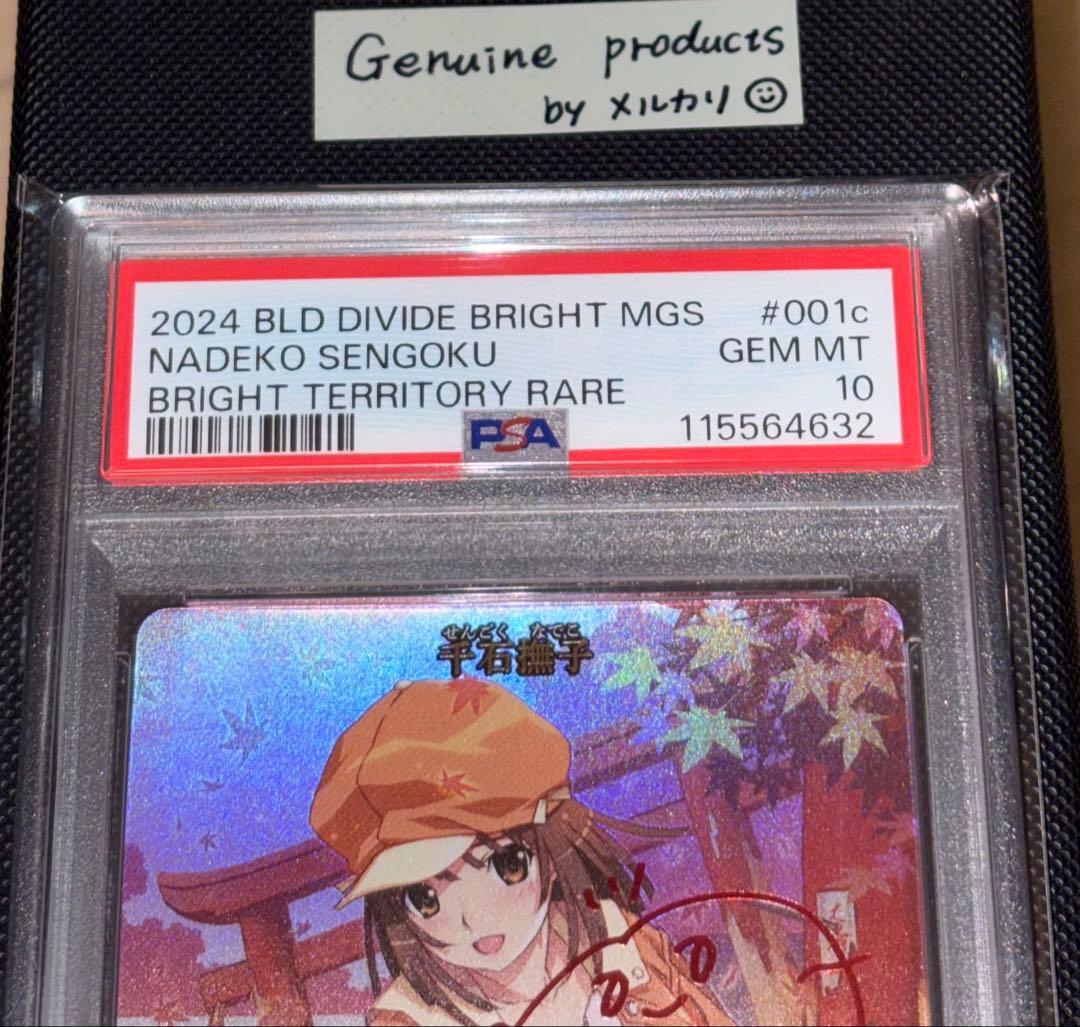 Genuine products
by メルカリ
2024 BLD DIVIDE BRIGHT MGS #001c
NADEKO SENGOKU GEM MT
BRIGHT TERRITORY RARE 10
PSA 115564632
せんごく なでこ
千石撫子